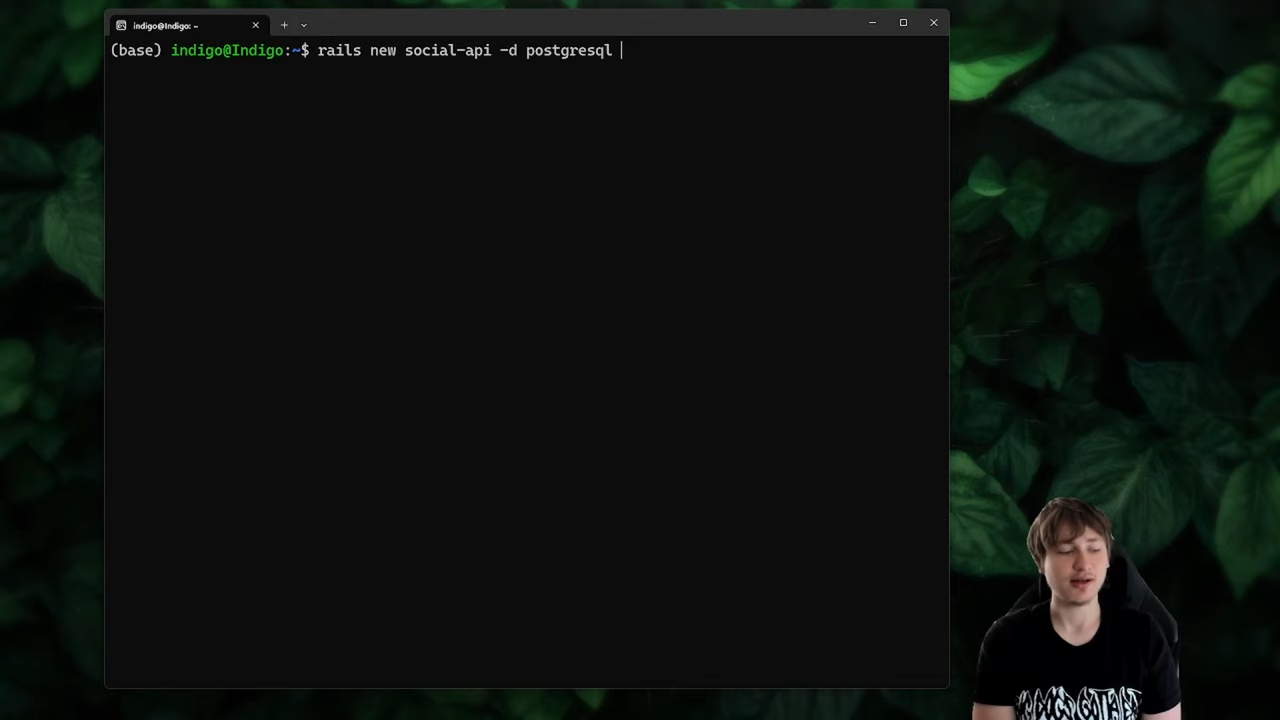 indigo@Indigo: ~
(base) indigo@Indigo:~$ rails new social-api -d postgresql